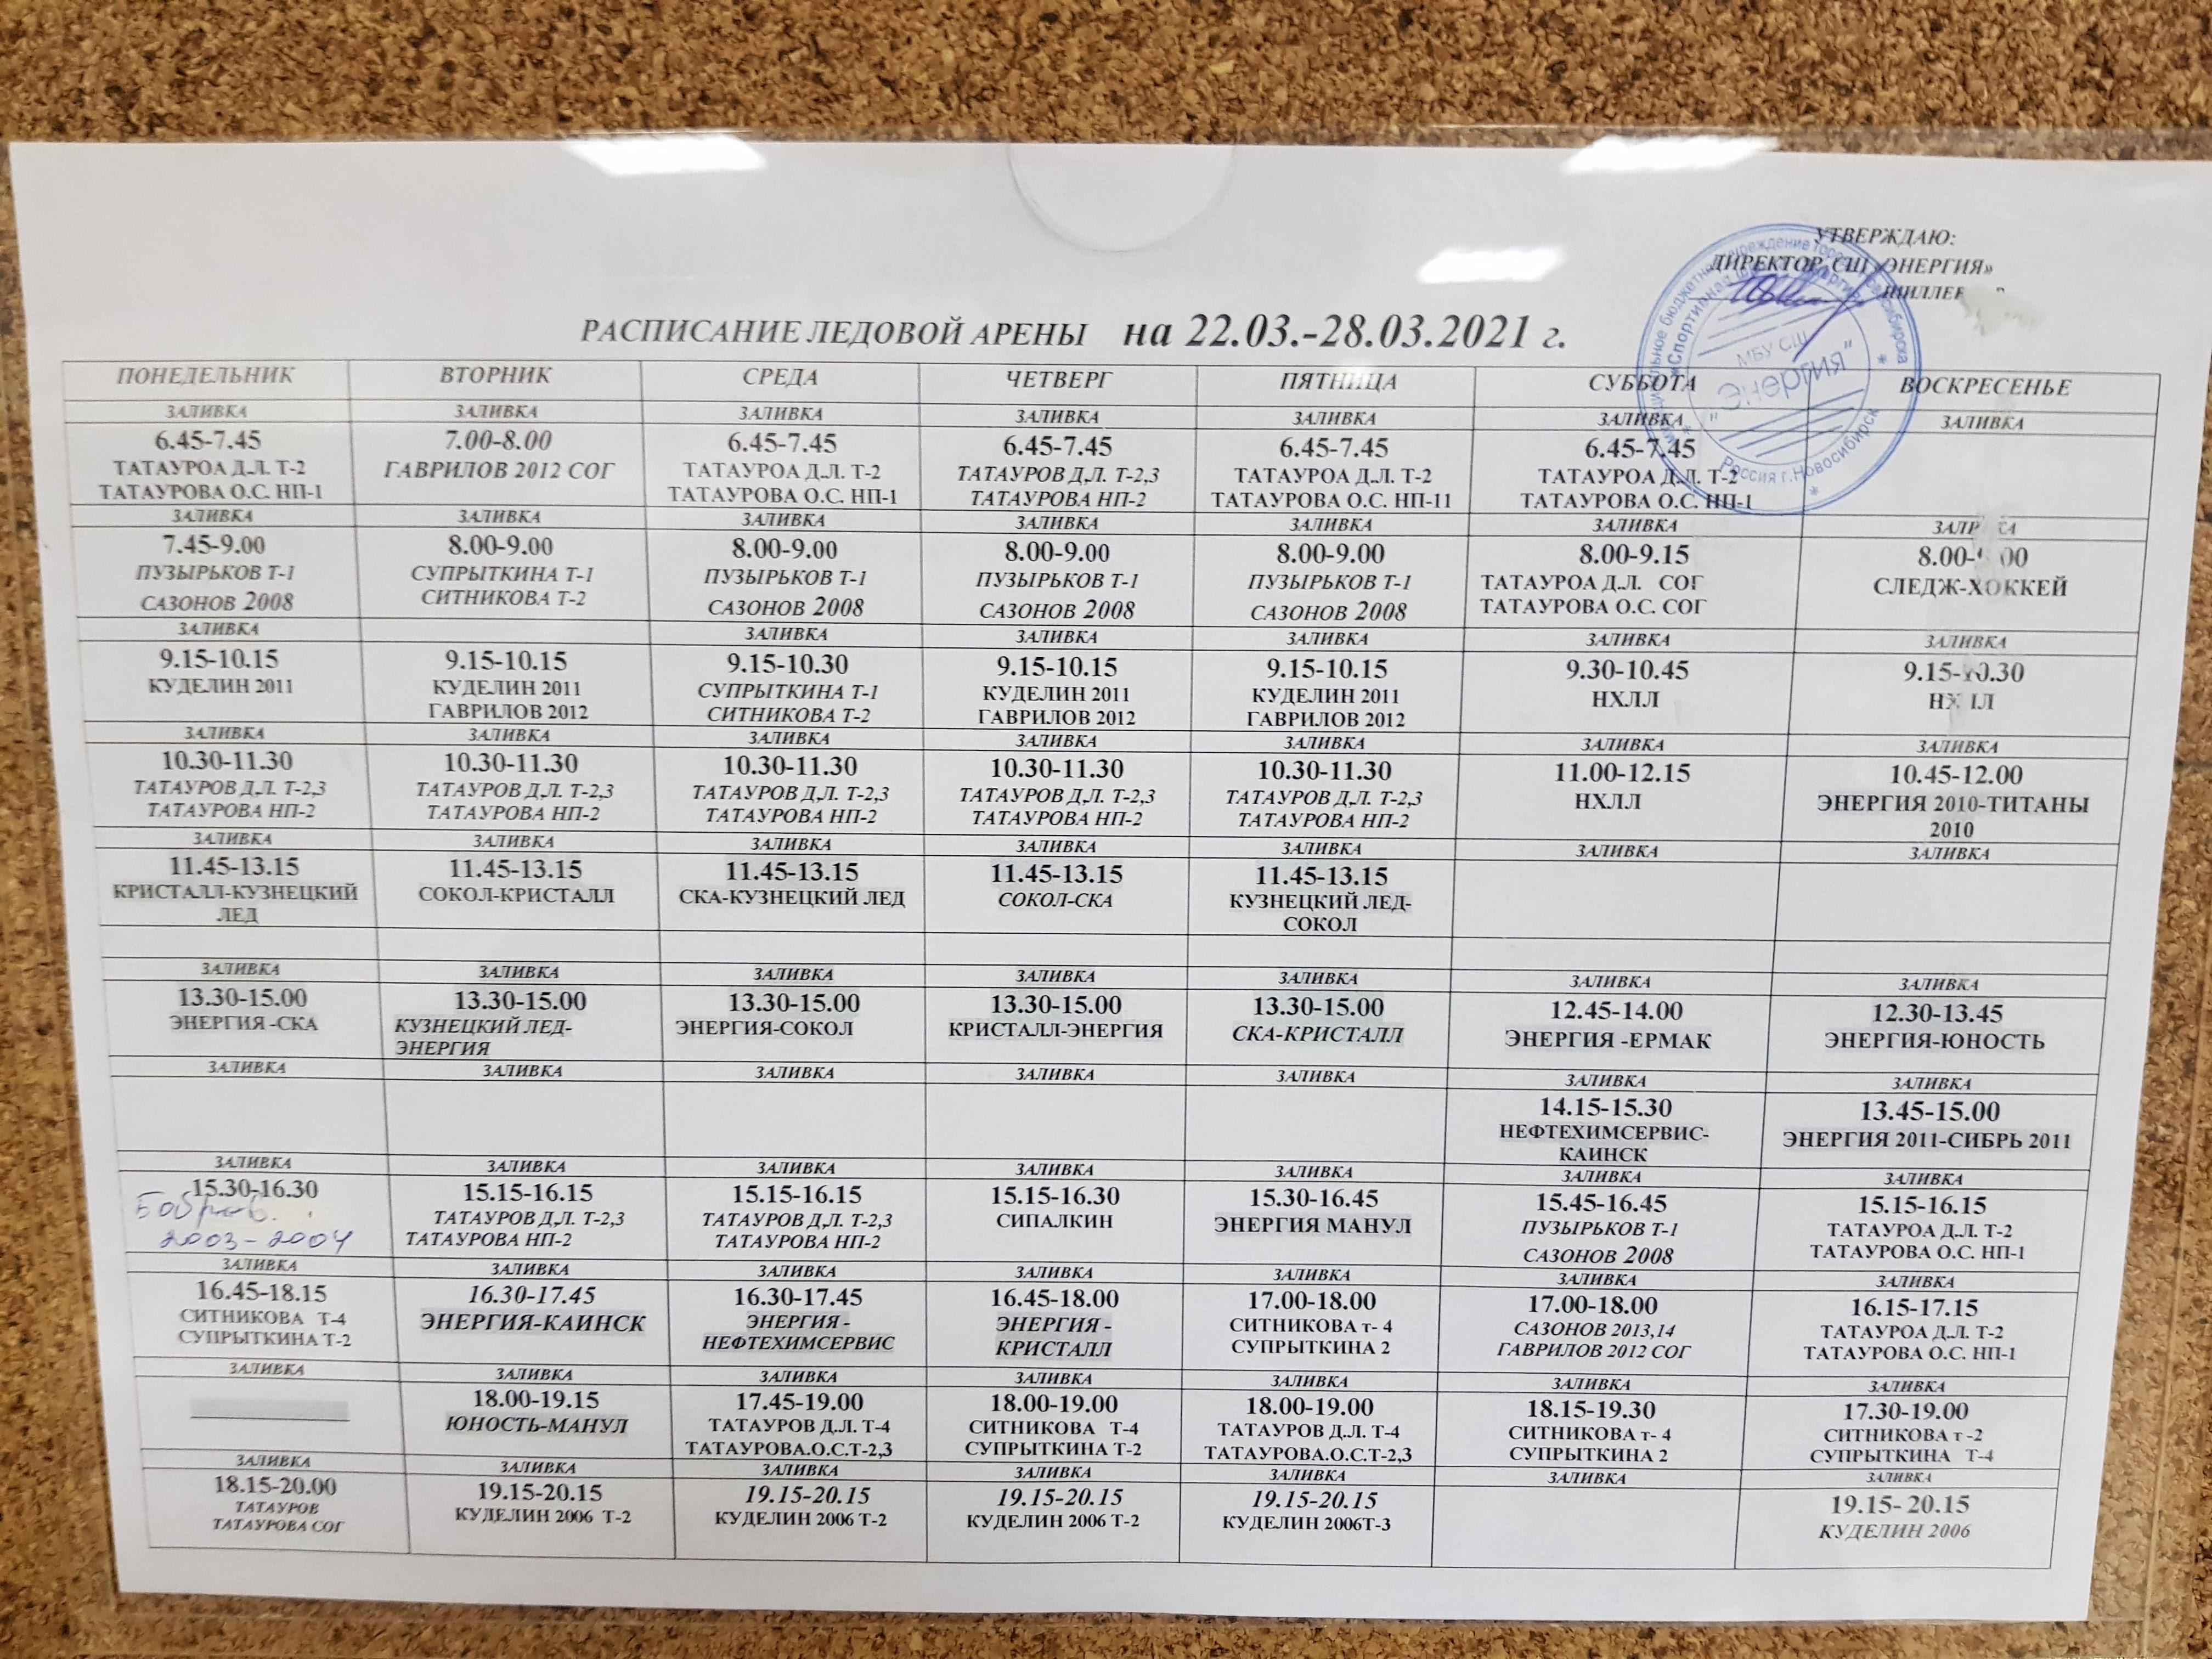 УТВЕРЖДАЮ:
ДИРЕКТОР СШ «ЭНЕРГИЯ»
МБУ СШ
"Энергия"
Россия г.Новосибирск
РАСПИСАНИЕ ЛЕДОВОЙ АРЕНЫ на 22.03.-28.03.2021 г.
ПОНЕДЕЛЬНИК ВТОРНИК СРЕДА ЧЕТВЕРГ ПЯТНИЦА СУББОТА ВОСКРЕСЕНЬЕ
ЗАЛИВКА ЗАЛИВКА ЗАЛИВКА ЗАЛИВКА ЗАЛИВКА ЗАЛИВКА ЗАЛИВКА
6.45-7.45 7.00-8.00 6.45-7.45 6.45-7.45 6.45-7.45 6.45-7.45
ТАТАУРОА Д.Л. Т-2 ГАВРИЛОВ 2012 СОГ ТАТАУРОА Д.Л. Т-2 ТАТАУРОВ Д.Л. Т-2,3 ТАТАУРОА Д.Л. Т-2 ТАТАУРОА Д.Л. Т-2
ТАТАУРОВА О.С. НП-1 ТАТАУРОВА О.С. НП-1 ТАТАУРОВА НП-2 ТАТАУРОВА О.С. НП-11 ТАТАУРОВА О.С. НП-1
ЗАЛИВКА ЗАЛИВКА ЗАЛИВКА ЗАЛИВКА ЗАЛИВКА ЗАЛИВКА
7.45-9.00 8.00-9.00 8.00-9.00 8.00-9.00 8.00-9.00 8.00-9.15
ПУЗЫРЬКОВ Т-1 СУПРЫТКИНА Т-1 ПУЗЫРЬКОВ Т-1 ПУЗЫРЬКОВ Т-1 ПУЗЫРЬКОВ Т-1 ТАТАУРОА Д.Л. СОГ СЛЕДЖ-ХОККЕЙ
САЗОНОВ 2008 СИТНИКОВА Т-2 САЗОНОВ 2008 САЗОНОВ 2008 САЗОНОВ 2008 ТАТАУРОВА О.С. СОГ
ЗАЛИВКА ЗАЛИВКА ЗАЛИВКА ЗАЛИВКА ЗАЛИВКА ЗАЛИВКА
9.15-10.15 9.15-10.15 9.15-10.30 9.15-10.15 9.15-10.15 9.30-10.45 9.15-10.30
КУДЕЛИН 2011 КУДЕЛИН 2011 СУПРЫТКИНА Т-1 КУДЕЛИН 2011 КУДЕЛИН 2011 НХЛЛ
ГАВРИЛОВ 2012 СИТНИКОВА Т-2 ГАВРИЛОВ 2012 ГАВРИЛОВ 2012
ЗАЛИВКА ЗАЛИВКА ЗАЛИВКА ЗАЛИВКА ЗАЛИВКА ЗАЛИВКА ЗАЛИВКА
10.30-11.30 10.30-11.30 10.30-11.30 10.30-11.30 10.30-11.30 11.00-12.15 10.45-12.00
ТАТАУРОВ Д.Л. Т-2,3 ТАТАУРОВ Д.Л. Т-2,3 ТАТАУРОВ Д.Л. Т-2,3 ТАТАУРОВ Д.Л. Т-2,3 ТАТАУРОВ Д.Л. Т-2,3 НХЛЛ ЭНЕРГИЯ 2010-ТИТАНЫ
ТАТАУРОВА НП-2 ТАТАУРОВА НП-2 ТАТАУРОВА НП-2 ТАТАУРОВА НП-2 ТАТАУРОВА НП-2 2010
ЗАЛИВКА ЗАЛИВКА ЗАЛИВКА ЗАЛИВКА ЗАЛИВКА ЗАЛИВКА ЗАЛИВКА
11.45-13.15 11.45-13.15 11.45-13.15 11.45-13.15 11.45-13.15
КРИСТАЛЛ-КУЗНЕЦКИЙ СОКОЛ-КРИСТАЛЛ СКА-КУЗНЕЦКИЙ ЛЕД СОКОЛ-СКА КУЗНЕЦКИЙ ЛЕД-
ЛЕД СОКОЛ
ЗАЛИВКА ЗАЛИВКА ЗАЛИВКА ЗАЛИВКА ЗАЛИВКА ЗАЛИВКА ЗАЛИВКА
13.30-15.00 13.30-15.00 13.30-15.00 13.30-15.00 13.30-15.00 12.45-14.00 12.30-13.45
ЭНЕРГИЯ -СКА КУЗНЕЦКИЙ ЛЕД- ЭНЕРГИЯ-СОКОЛ КРИСТАЛЛ-ЭНЕРГИЯ СКА-КРИСТАЛЛ ЭНЕРГИЯ -ЕРМАК ЭНЕРГИЯ-ЮНОСТЬ
ЭНЕРГИЯ
ЗАЛИВКА ЗАЛИВКА ЗАЛИВКА ЗАЛИВКА ЗАЛИВКА ЗАЛИВКА ЗАЛИВКА
14.15-15.30 13.45-15.00
НЕФТЕХИМСЕРВИС- ЭНЕРГИЯ 2011-СИБРЬ 2011
КАИНСК
ЗАЛИВКА ЗАЛИВКА ЗАЛИВКА ЗАЛИВКА ЗАЛИВКА ЗАЛИВКА ЗАЛИВКА
15.30-16.30 15.15-16.15 15.15-16.15 15.15-16.30 15.30-16.45 15.45-16.45 15.15-16.15
ТАТАУРОВ Д.Л. Т-2,3 ТАТАУРОВ Д.Л. Т-2,3 СИПАЛКИН ЭНЕРГИЯ МАНУЛ ПУЗЫРЬКОВ Т-1 ТАТАУРОА Д.Л. Т-2
2003-2004 ТАТАУРОВА НП-2 ТАТАУРОВА НП-2 САЗОНОВ 2008 ТАТАУРОВА О.С. НП-1
ЗАЛИВКА ЗАЛИВКА ЗАЛИВКА ЗАЛИВКА ЗАЛИВКА ЗАЛИВКА ЗАЛИВКА
16.45-18.15 16.30-17.45 16.30-17.45 16.45-18.00 17.00-18.00 17.00-18.00 16.15-17.15
СИТНИКОВА Т-4 ЭНЕРГИЯ-КАИНСК ЭНЕРГИЯ - ЭНЕРГИЯ - СИТНИКОВА т- 4 САЗОНОВ 2013,14 ТАТАУРОА Д.Л. Т-2
СУПРЫТКИНА Т-2 НЕФТЕХИМСЕРВИС КРИСТАЛЛ СУПРЫТКИНА 2 ГАВРИЛОВ 2012 СОГ ТАТАУРОВА О.С. НП-1
ЗАЛИВКА ЗАЛИВКА ЗАЛИВКА ЗАЛИВКА ЗАЛИВКА ЗАЛИВКА ЗАЛИВКА
18.00-19.15 17.45-19.00 18.00-19.00 18.00-19.00 18.15-19.30 17.30-19.00
ЮНОСТЬ-МАНУЛ ТАТАУРОВ Д.Л. Т-4 СИТНИКОВА Т-4 ТАТАУРОВ Д.Л. Т-4 СИТНИКОВА т- 4 СИТНИКОВА т -2
ТАТАУРОВА.О.С.Т-2,3 СУПРЫТКИНА Т-2 ТАТАУРОВА.О.С.Т-2,3 СУПРЫТКИНА 2 СУПРЫТКИНА Т-4
ЗАЛИВКА ЗАЛИВКА ЗАЛИВКА ЗАЛИВКА ЗАЛИВКА ЗАЛИВКА ЗАЛИВКА
18.15-20.00 19.15-20.15 19.15-20.15 19.15-20.15 19.15-20.15 19.15- 20.15
ТАТАУРОВ КУДЕЛИН 2006 Т-2 КУДЕЛИН 2006 Т-2 КУДЕЛИН 2006 Т-2 КУДЕЛИН 2006Т-3 КУДЕЛИН 2006
ТАТАУРОВА СОГ